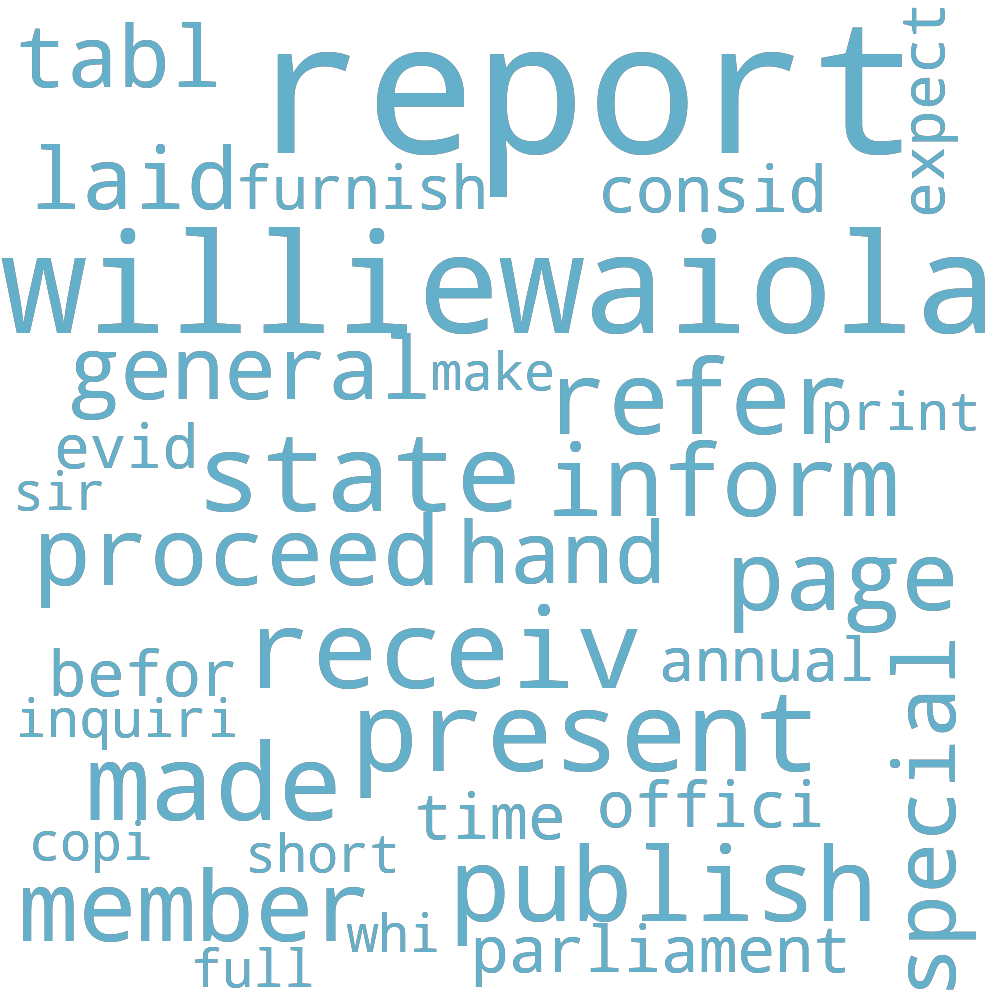 tabl
report
expect
laid
furnish
consid
williewaiola
general
make
refer
print
evid
state
inform
sir
proceed
hand
page
receiv
befor
annual
special
inquiri
present
made
time
offici
copi
short
publish
member
whi
parliament
full